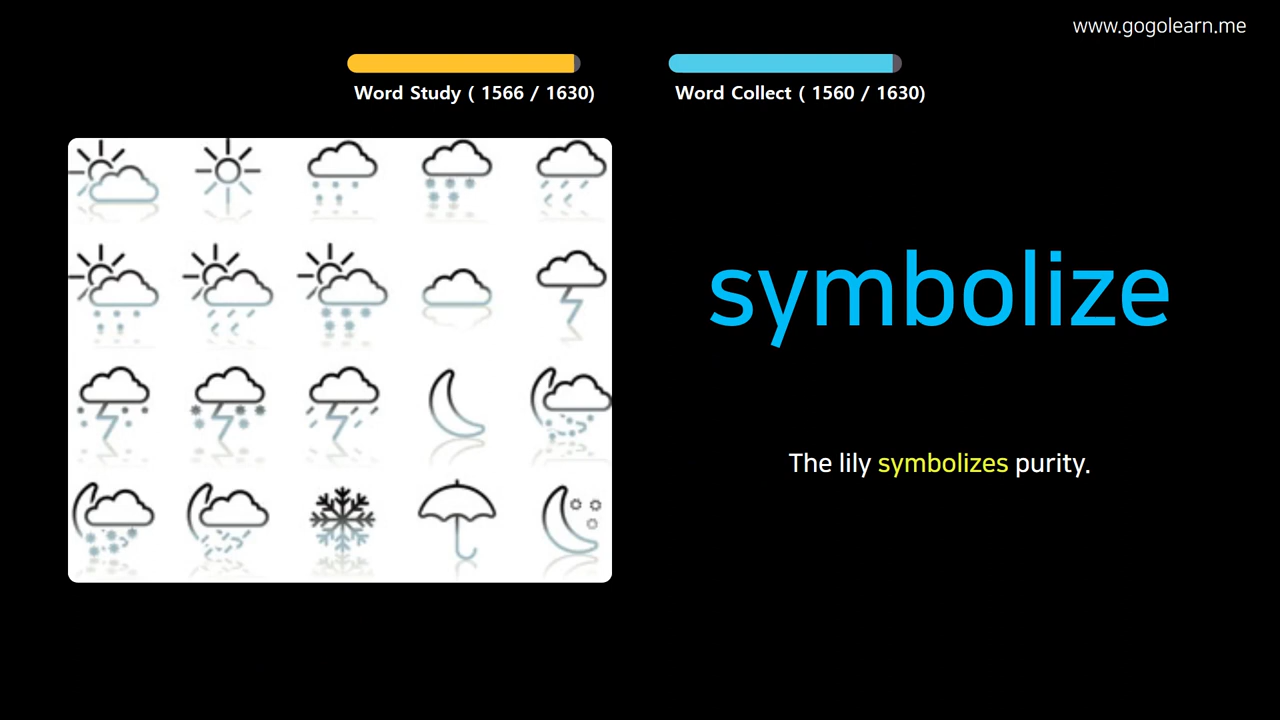 www.gogolearn.me
Word Study ( 1566 / 1630)
Word Collect ( 1560 / 1630)
symbolize
The lily symbolizes purity.